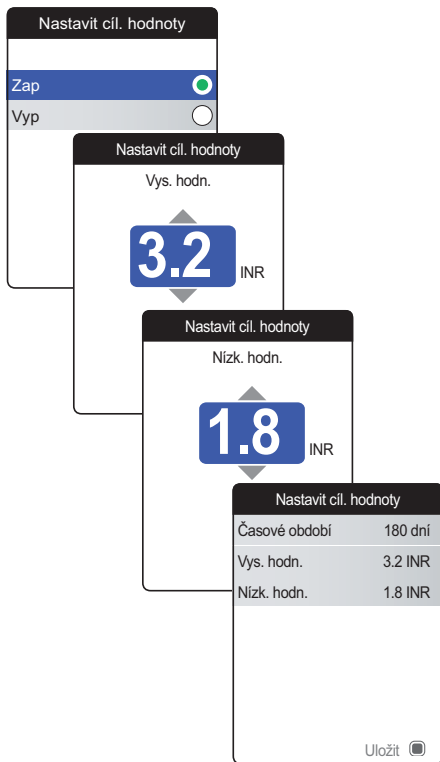 Nastavit cíl. hodnoty
Zap
Vyp
Nastavit cíl. hodnoty
Vys. hodn.
3.2 INR
Nastavit cíl. hodnoty
Nízk. hodn.
1.8 INR
Nastavit cíl. hodnoty
Časové období 180 dní
Vys. hodn. 3.2 INR
Nízk. hodn. 1.8 INR
Uložit